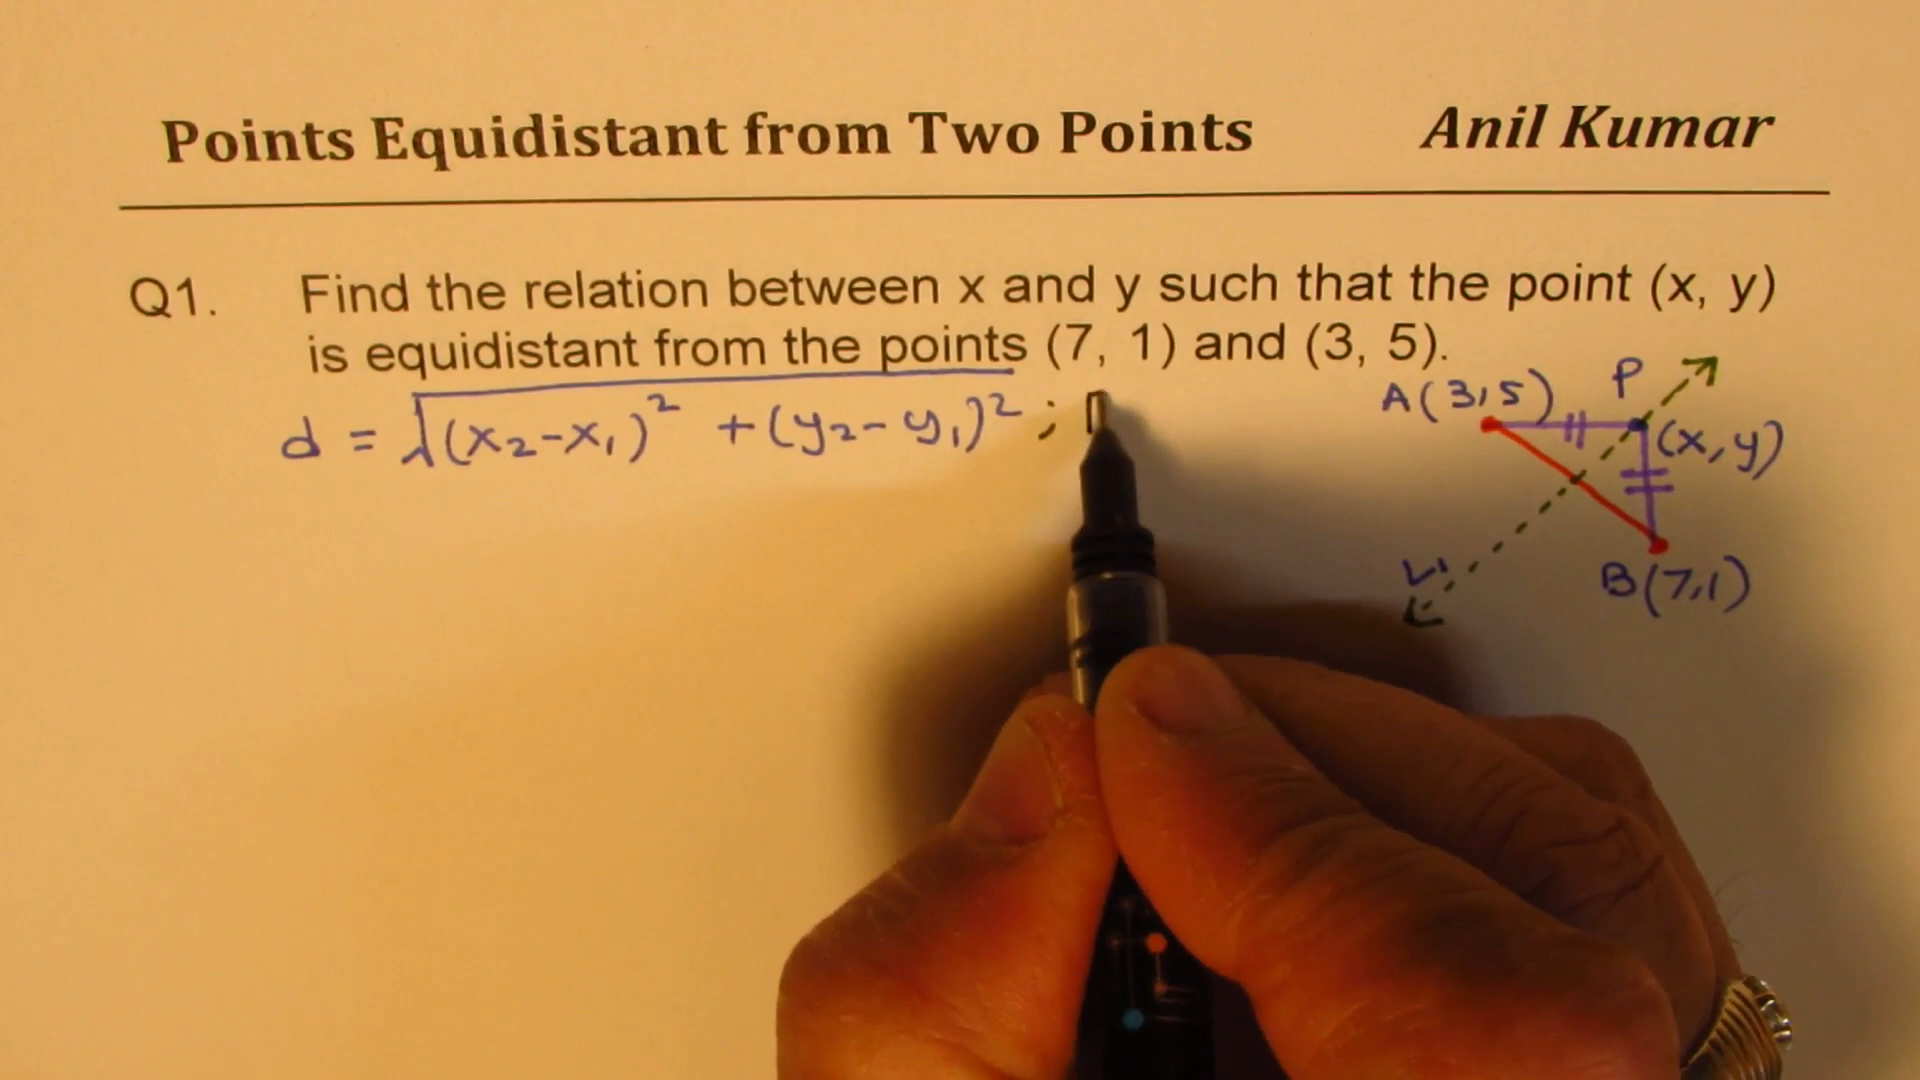 Points Equidistant from Two Points Anil Kumar
Q1. Find the relation between x and y such that the point (x, y)
is equidistant from the points (7, 1) and (3, 5).
d = √(x₂-x₁)² + (y₂-y₁)² ;
A(3,5) P
(x,y)
L₁
B(7,1)